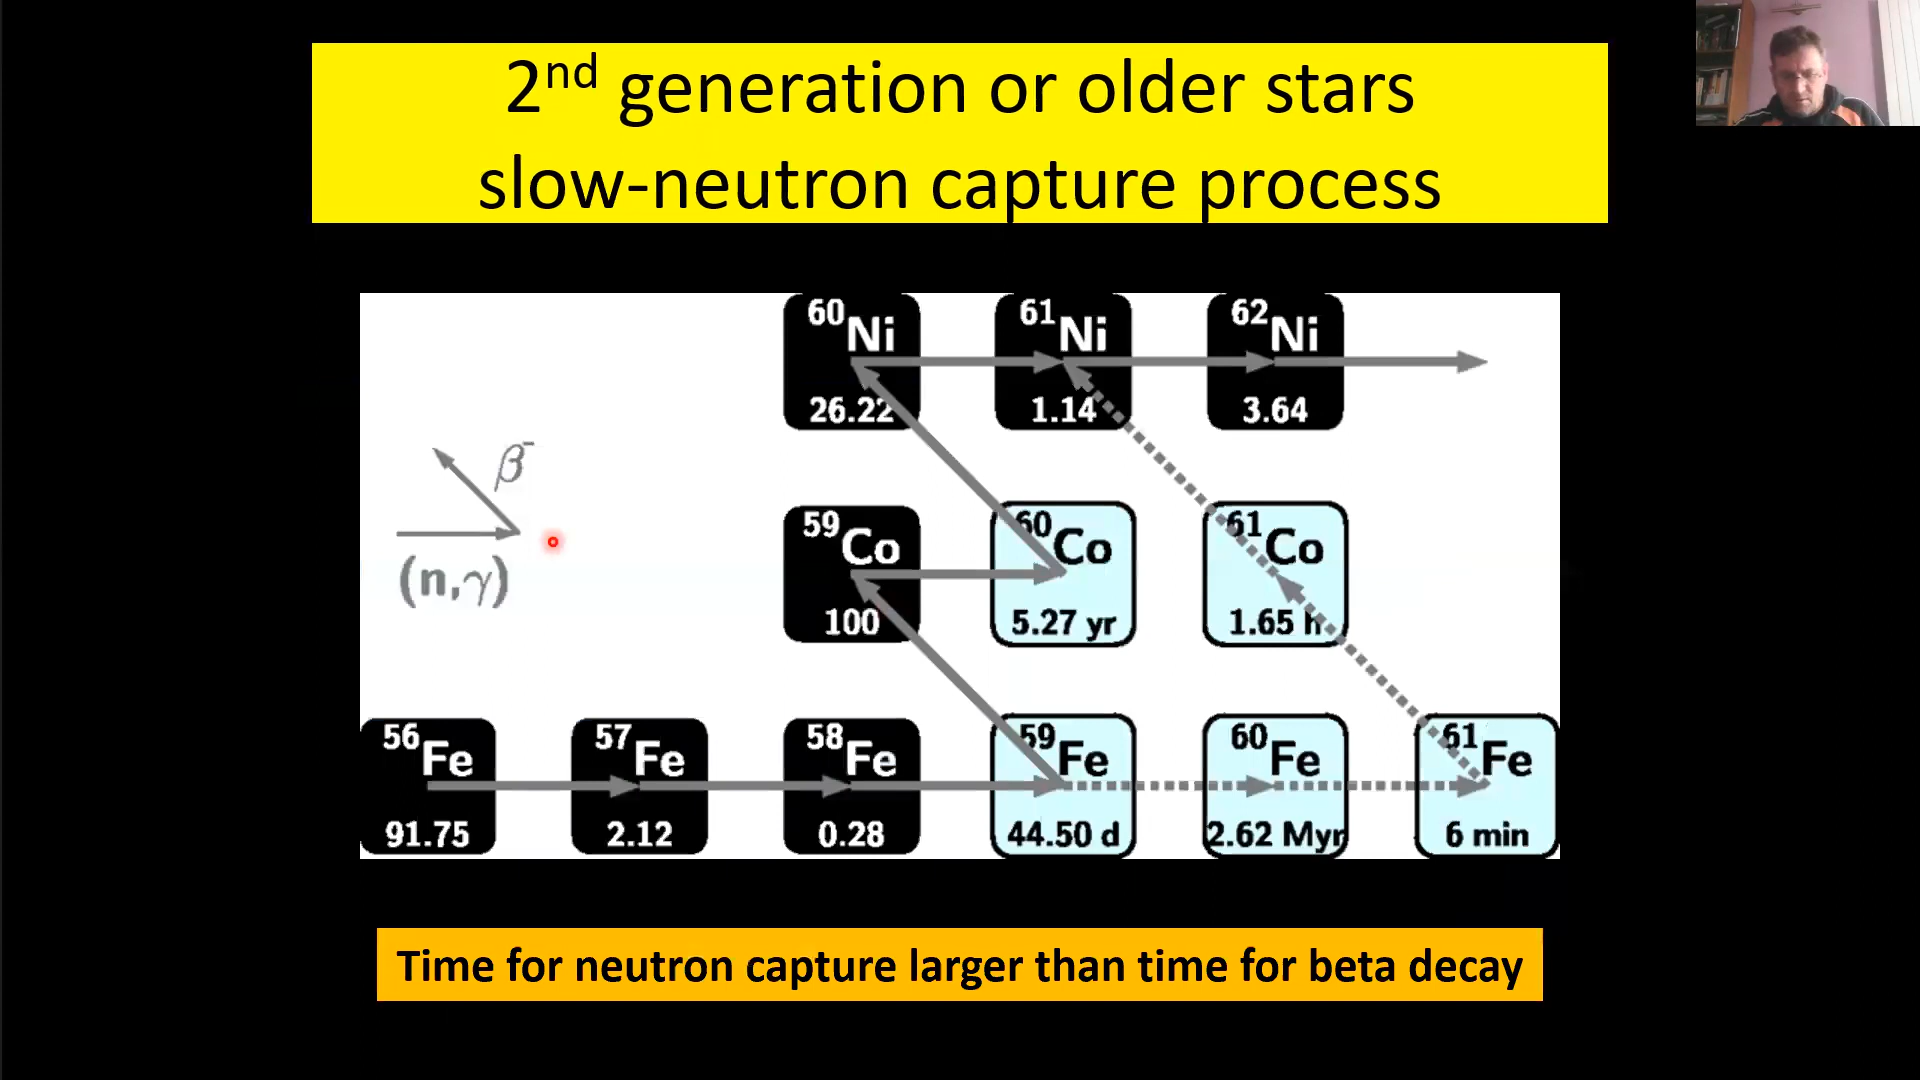 2nd generation or older stars
slow-neutron capture process
60Ni 61Ni 62Ni
26.22 1.14 3.64
β-
(n,γ)
59Co 60Co 61Co
100 5.27 yr 1.65 h
56Fe 57Fe 58Fe 59Fe 60Fe 61Fe
91.75 2.12 0.28 44.50 d 2.62 Myr 6 min
Time for neutron capture larger than time for beta decay